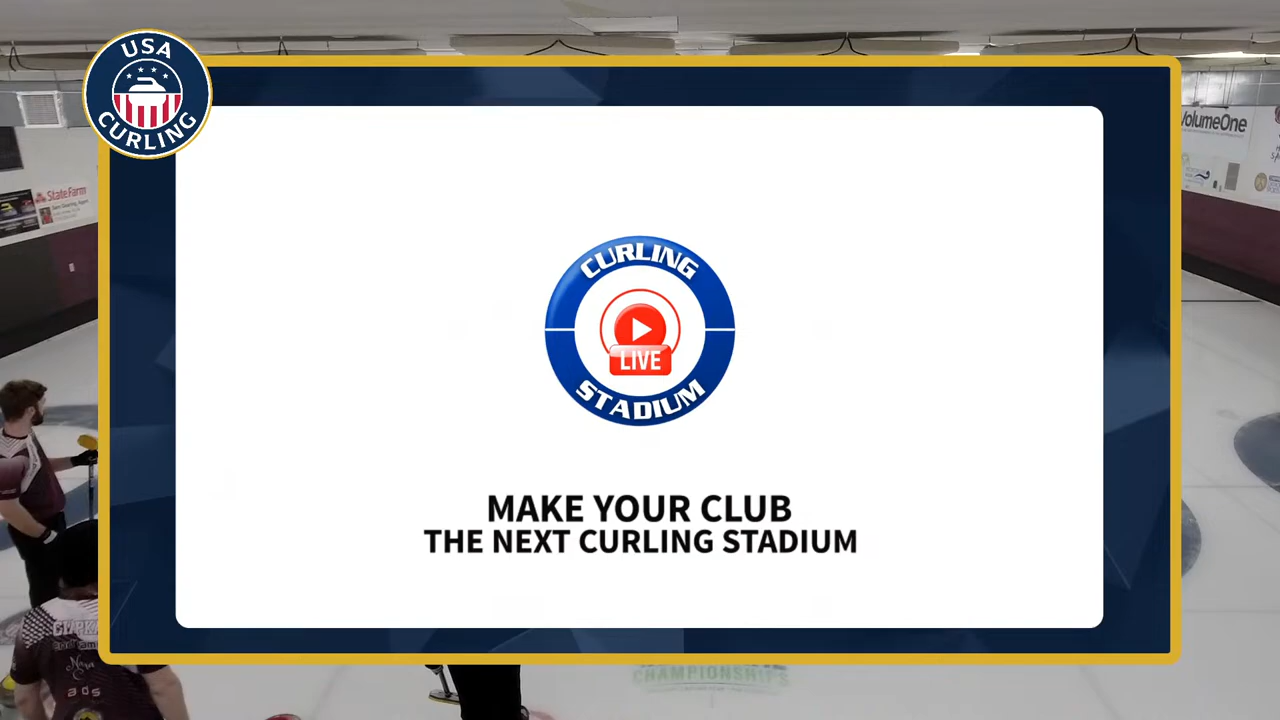 USA
CURLING
VolumeOne
State Farm
CURLING
LIVE
STADIUM
MAKE YOUR CLUB
THE NEXT CURLING STADIUM
CHAMPIONSHIPS